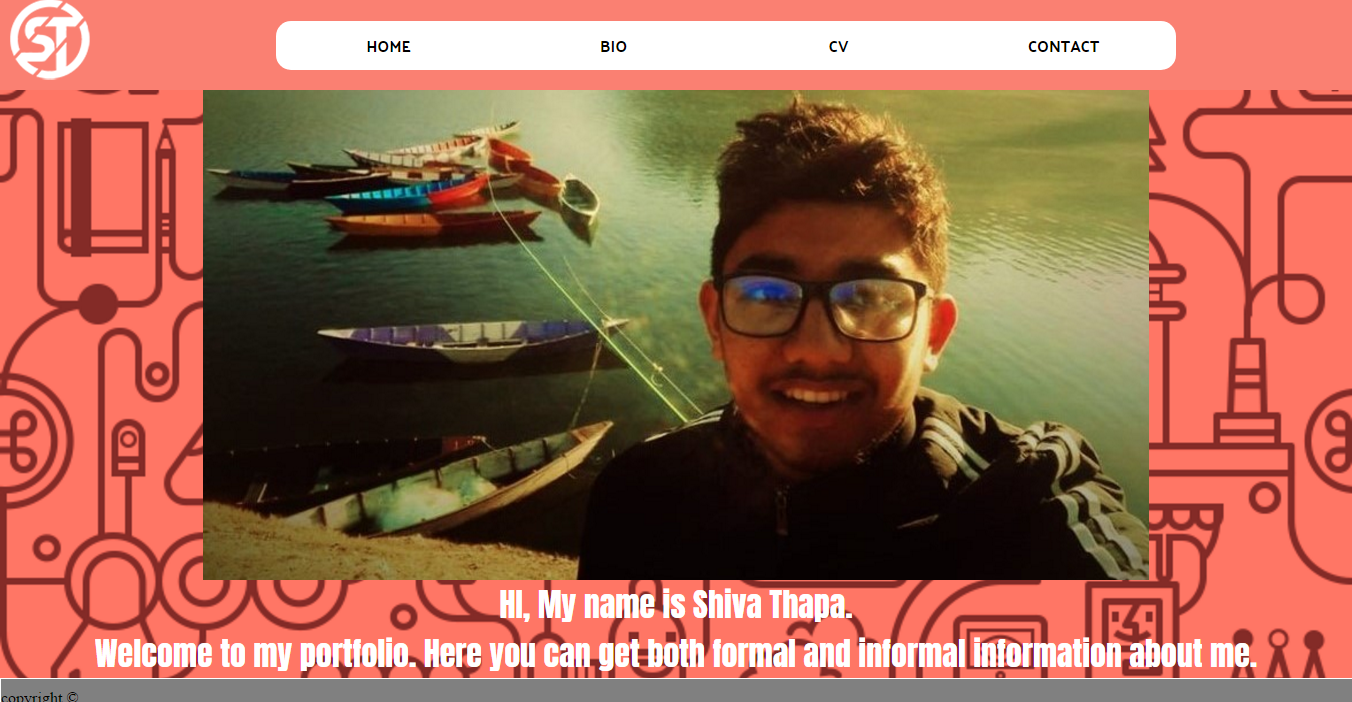 ST
HOME BIO CV CONTACT
HI, My name is Shiva Thapa.
Welcome to my portfolio. Here you can get both formal and informal information about me.
copyright ©